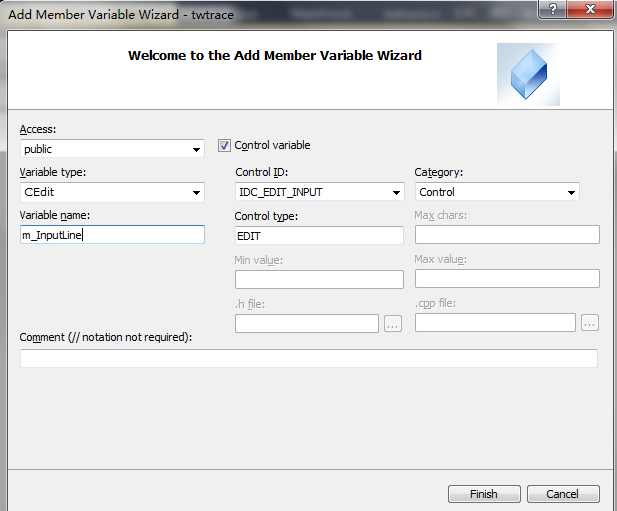 Add Member Variable Wizard - twtrace
Welcome to the Add Member Variable Wizard
Access:
public
Control variable
Variable type:
CEdit
Control ID:
IDC_EDIT_INPUT
Category:
Control
Variable name:
m_InputLine
Control type:
EDIT
Max chars:
Min value:
Max value:
.h file:
...
.cpp file:
...
Comment (// notation not required):
Finish
Cancel